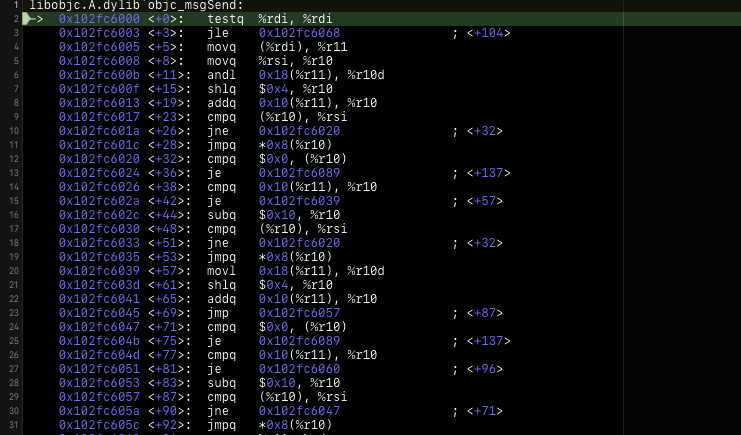 1 libobjc.A.dylib`objc_msgSend:
2 -> 0x102fc6000 <+0>: testq %rdi, %rdi
3 0x102fc6003 <+3>: jle 0x102fc6068 ; <+104>
4 0x102fc6005 <+5>: movq (%rdi), %r11
5 0x102fc6008 <+8>: movq %rsi, %r10
6 0x102fc600b <+11>: andl 0x18(%r11), %r10d
7 0x102fc600f <+15>: shlq $0x4, %r10
8 0x102fc6013 <+19>: addq 0x10(%r11), %r10
9 0x102fc6017 <+23>: cmpq (%r10), %rsi
10 0x102fc601a <+26>: jne 0x102fc6020 ; <+32>
11 0x102fc601c <+28>: jmpq *0x8(%r10)
12 0x102fc6020 <+32>: cmpq $0x0, (%r10)
13 0x102fc6024 <+36>: je 0x102fc6089 ; <+137>
14 0x102fc6026 <+38>: cmpq 0x10(%r11), %r10
15 0x102fc602a <+42>: je 0x102fc6039 ; <+57>
16 0x102fc602c <+44>: subq $0x10, %r10
17 0x102fc6030 <+48>: cmpq (%r10), %rsi
18 0x102fc6033 <+51>: jne 0x102fc6020 ; <+32>
19 0x102fc6035 <+53>: jmpq *0x8(%r10)
20 0x102fc6039 <+57>: movl 0x18(%r11), %r10d
21 0x102fc603d <+61>: shlq $0x4, %r10
22 0x102fc6041 <+65>: addq 0x10(%r11), %r10
23 0x102fc6045 <+69>: jmp 0x102fc6057 ; <+87>
24 0x102fc6047 <+71>: cmpq $0x0, (%r10)
25 0x102fc604b <+75>: je 0x102fc6089 ; <+137>
26 0x102fc604d <+77>: cmpq 0x10(%r11), %r10
27 0x102fc6051 <+81>: je 0x102fc6060 ; <+96>
28 0x102fc6053 <+83>: subq $0x10, %r10
29 0x102fc6057 <+87>: cmpq (%r10), %rsi
30 0x102fc605a <+90>: jne 0x102fc6047 ; <+71>
31 0x102fc605c <+92>: jmpq *0x8(%r10)